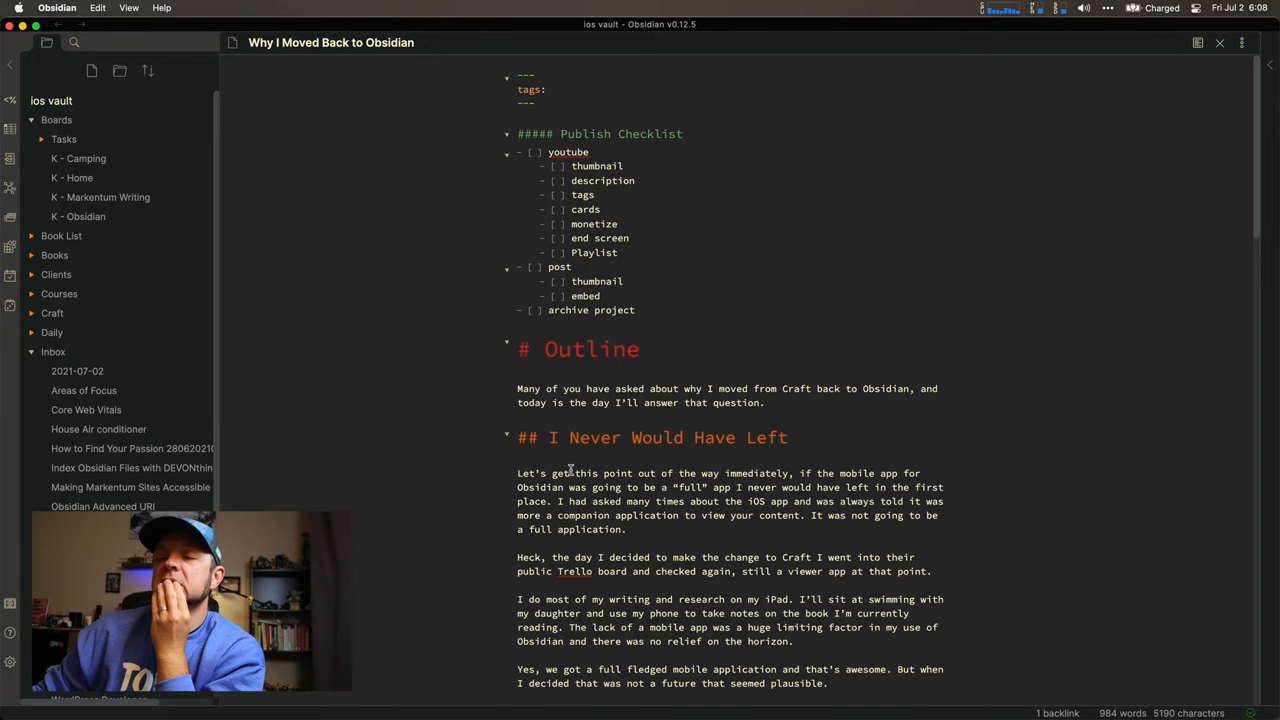 Obsidian Edit View Help
Charged Fri Jul 2 6:08
ios vault - Obsidian v0.12.5
Why I Moved Back to Obsidian
ios vault
Boards
Tasks
K - Camping
K - Home
K - Markentum Writing
K - Obsidian
Book List
Books
Clients
Courses
Craft
Daily
Inbox
2021-07-02
Areas of Focus
Core Web Vitals
House Air conditioner
How to Find Your Passion 28062021
Index Obsidian Files with DEVONthin
Making Markentum Sites Accessible
Obsidian Advanced URI
---
tags:
---
##### Publish Checklist
- [ ] youtube
- [ ] thumbnail
- [ ] description
- [ ] tags
- [ ] cards
- [ ] monetize
- [ ] end screen
- [ ] Playlist
- [ ] post
- [ ] thumbnail
- [ ] embed
- [ ] archive project
# Outline
Many of you have asked about why I moved from Craft back to Obsidian, and
today is the day I’ll answer that question.
## I Never Would Have Left
Let’s get this point out of the way immediately, if the mobile app for
Obsidian was going to be a “full” app I never would have left in the first
place. I had asked many times about the iOS app and was always told it was
more a companion application to view your content. It was not going to be
a full application.
Heck, the day I decided to make the change to Craft I went into their
public Trello board and checked again, still a viewer app at that point.
I do most of my writing and research on my iPad. I’ll sit at swimming with
my daughter and use my phone to take notes on the book I’m currently
reading. The lack of a mobile app was a huge limiting factor in my use of
Obsidian and there was no relief on the horizon.
Yes, we got a full fledged mobile application and that’s awesome. But when
I decided that was not a future that seemed plausible.
1 backlink 984 words 5190 characters